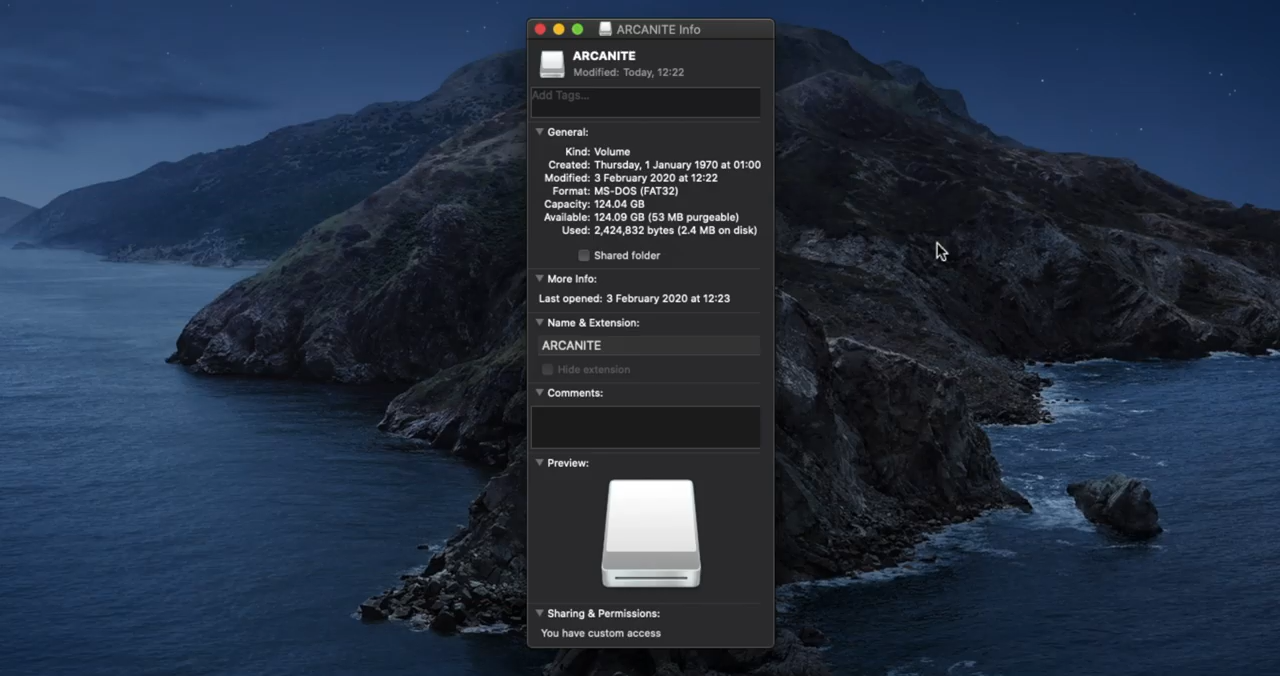 ARCANITE Info
ARCANITE
Modified: Today, 12:22
Add Tags...
General:
Kind: Volume
Created: Thursday, 1 January 1970 at 01:00
Modified: 3 February 2020 at 12:22
Format: MS-DOS (FAT32)
Capacity: 124.04 GB
Available: 124.09 GB (53 MB purgeable)
Used: 2,424,832 bytes (2.4 MB on disk)
Shared folder
More Info:
Last opened: 3 February 2020 at 12:23
Name & Extension:
ARCANITE
Hide extension
Comments:
Preview:
Sharing & Permissions:
You have custom access